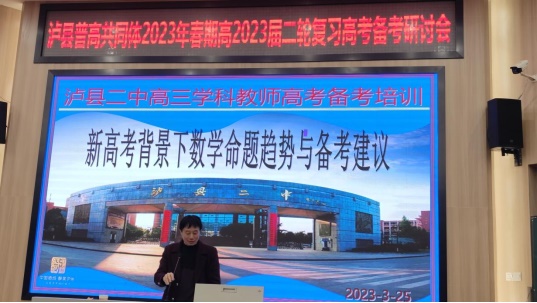 泸县普高共同体2023年春期高2023届二轮复习高考备考研讨会
泸县二中高三学科教师高考备考培训
新高考背景下数学命题趋势与备考建议
泸县二中
2023-3-25